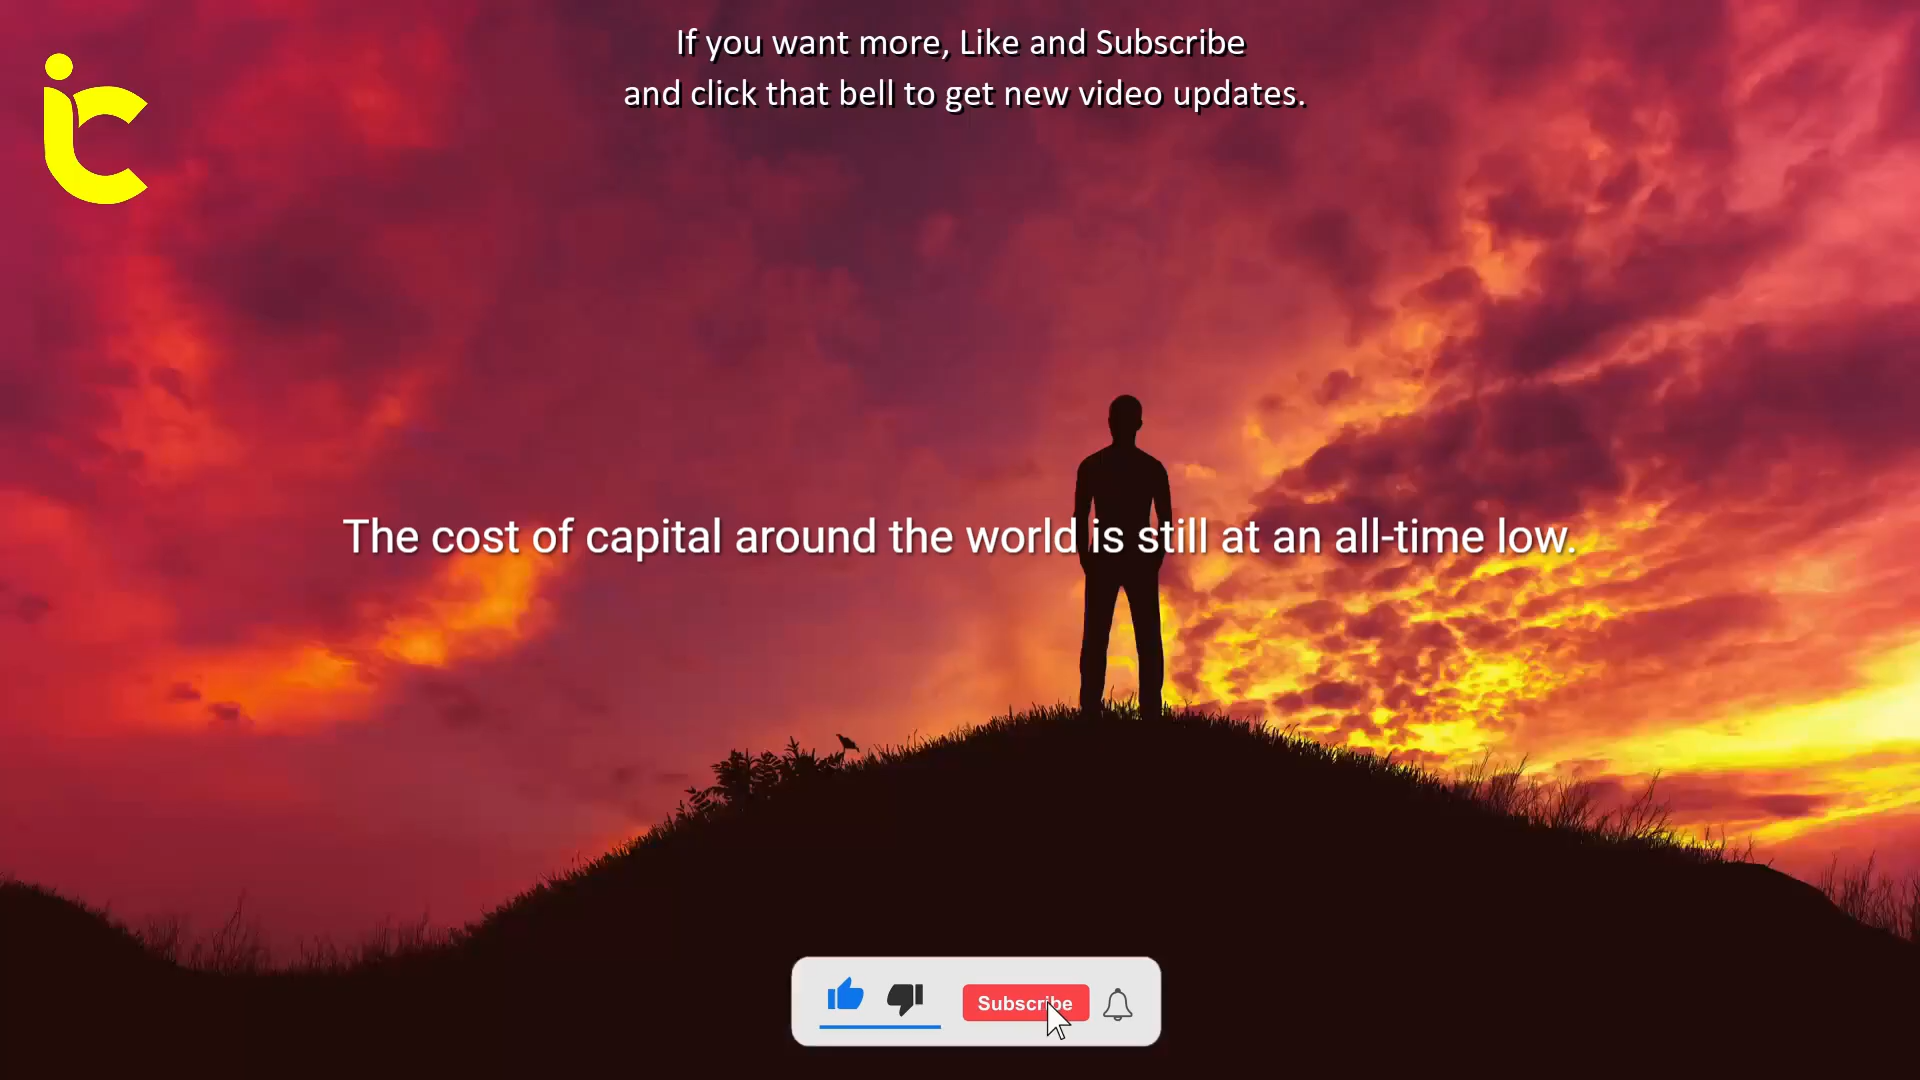 If you want more, Like and Subscribe
and click that bell to get new video updates.
ic
The cost of capital around the world is still at an all-time low.
Subscribe